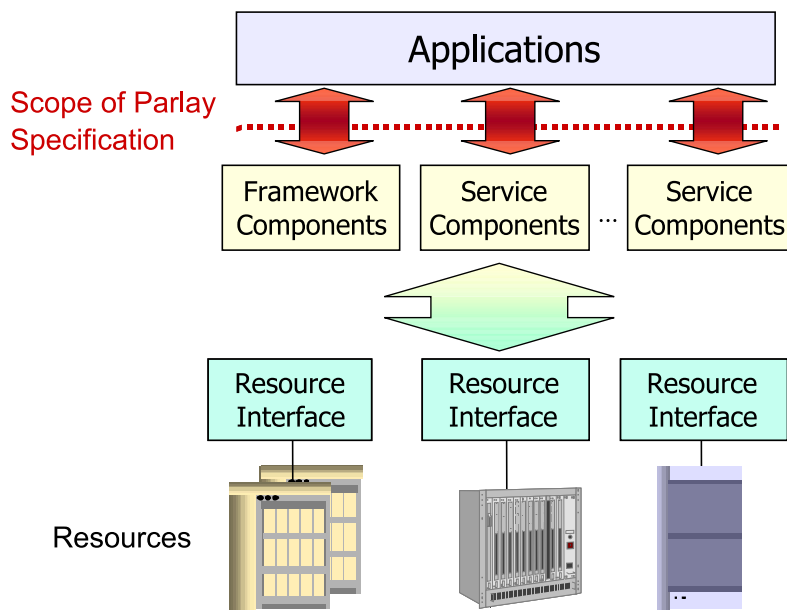 Applications
Scope of Parlay
Specification
Framework
Components
Service
Components
...
Service
Components
Resource
Interface
Resource
Interface
Resource
Interface
Resources